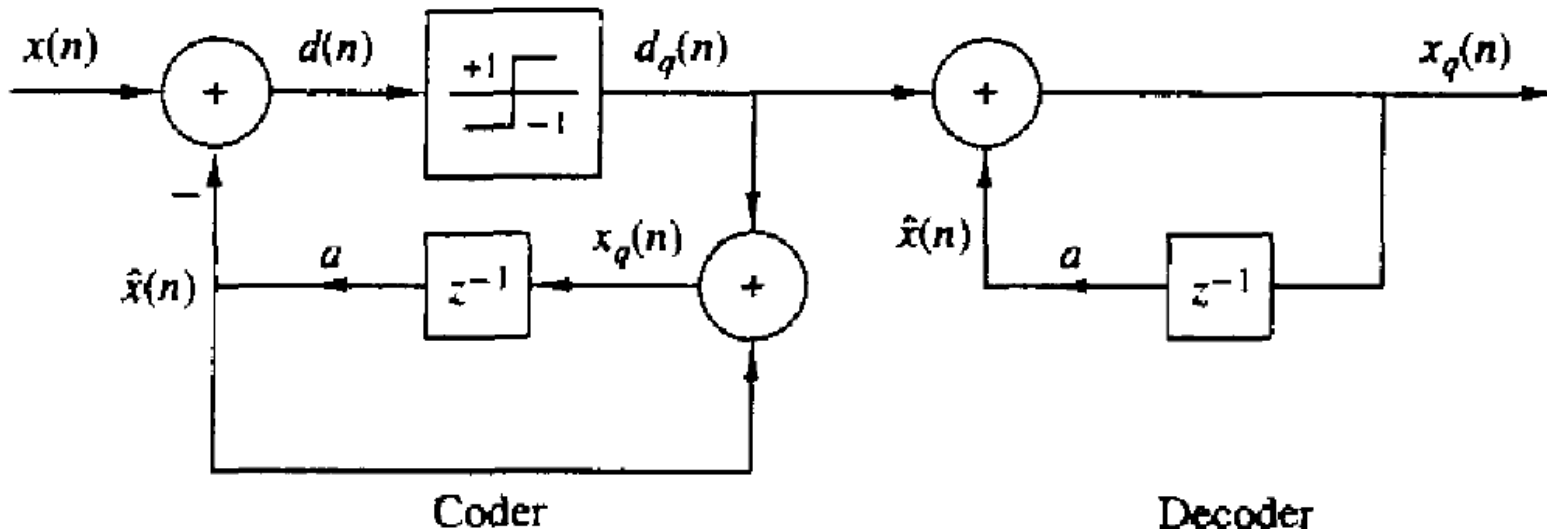 x(n)
d(n)
+1
−1
d_q(n)
x_q(n)
+
+
−
x̂(n)
a
z⁻¹
x_q(n)
+
x̂(n)
a
z⁻¹
Coder
Decoder